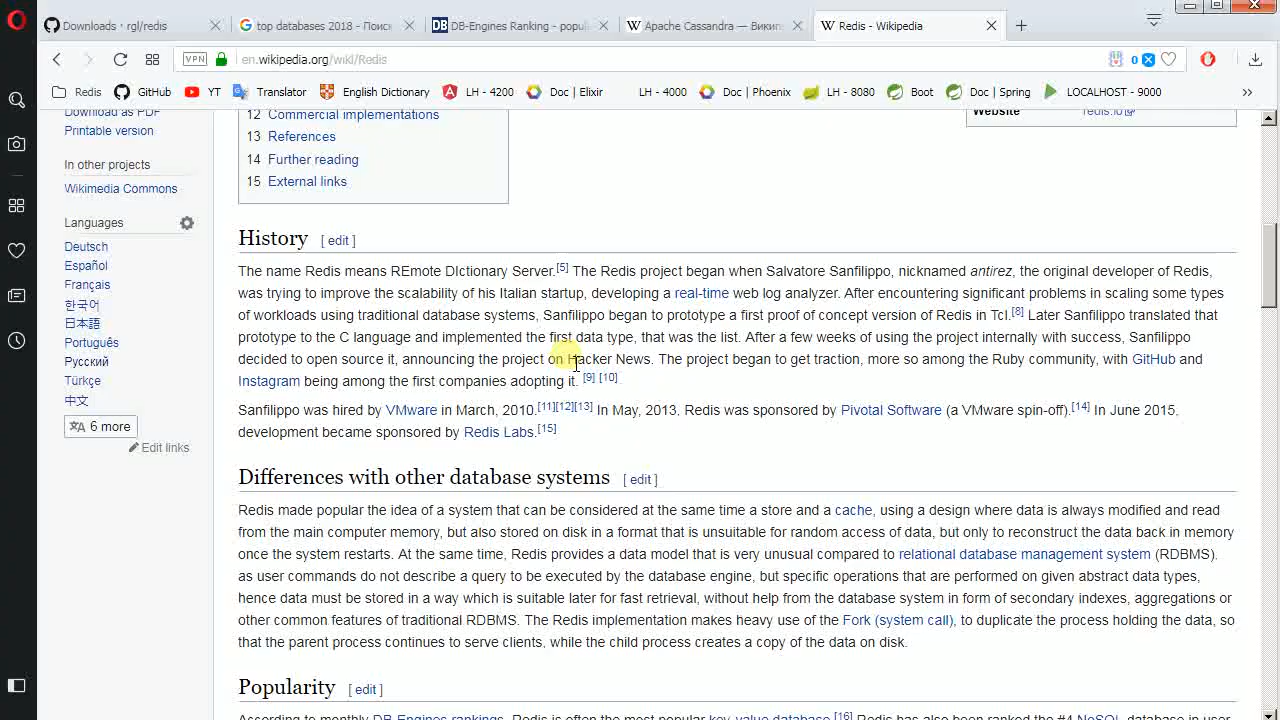 Downloads · rgl/redis
top databases 2018 - Поиск
DB-Engines Ranking - popul
Apache Cassandra — Википе
Redis - Wikipedia
VPN
en.wikipedia.org/wiki/Redis
0
Redis
GitHub
YT
Translator
English Dictionary
LH - 4200
Doc | Elixir
LH - 4000
Doc | Phoenix
LH - 8080
Boot
Doc | Spring
LOCALHOST - 9000
Download as PDF
Printable version
In other projects
Wikimedia Commons
Languages
Deutsch
Español
Français
한국어
日本語
Português
Русский
Türkçe
中文
6 more
Edit links
12 Commercial implementations
13 References
14 Further reading
15 External links
Website redis.io
History [ edit ]
The name Redis means REmote DIctionary Server.[5] The Redis project began when Salvatore Sanfilippo, nicknamed antirez, the original developer of Redis,
was trying to improve the scalability of his Italian startup, developing a real-time web log analyzer. After encountering significant problems in scaling some types
of workloads using traditional database systems, Sanfilippo began to prototype a first proof of concept version of Redis in Tcl.[8] Later Sanfilippo translated that
prototype to the C language and implemented the first data type, that was the list. After a few weeks of using the project internally with success, Sanfilippo
decided to open source it, announcing the project on Hacker News. The project began to get traction, more so among the Ruby community, with GitHub and
Instagram being among the first companies adopting it. [9] [10]
Sanfilippo was hired by VMware in March, 2010.[11][12][13] In May, 2013. Redis was sponsored by Pivotal Software (a VMware spin-off).[14] In June 2015,
development became sponsored by Redis Labs.[15]
Differences with other database systems [ edit ]
Redis made popular the idea of a system that can be considered at the same time a store and a cache, using a design where data is always modified and read
from the main computer memory, but also stored on disk in a format that is unsuitable for random access of data, but only to reconstruct the data back in memory
once the system restarts. At the same time, Redis provides a data model that is very unusual compared to relational database management system (RDBMS),
as user commands do not describe a query to be executed by the database engine, but specific operations that are performed on given abstract data types,
hence data must be stored in a way which is suitable later for fast retrieval, without help from the database system in form of secondary indexes, aggregations or
other common features of traditional RDBMS. The Redis implementation makes heavy use of the Fork (system call), to duplicate the process holding the data, so
that the parent process continues to serve clients, while the child process creates a copy of the data on disk.
Popularity [ edit ]
According to monthly DB-Engines rankings, Redis is often the most popular key-value database.[16] Redis has also been ranked the #4 NoSQL database in user